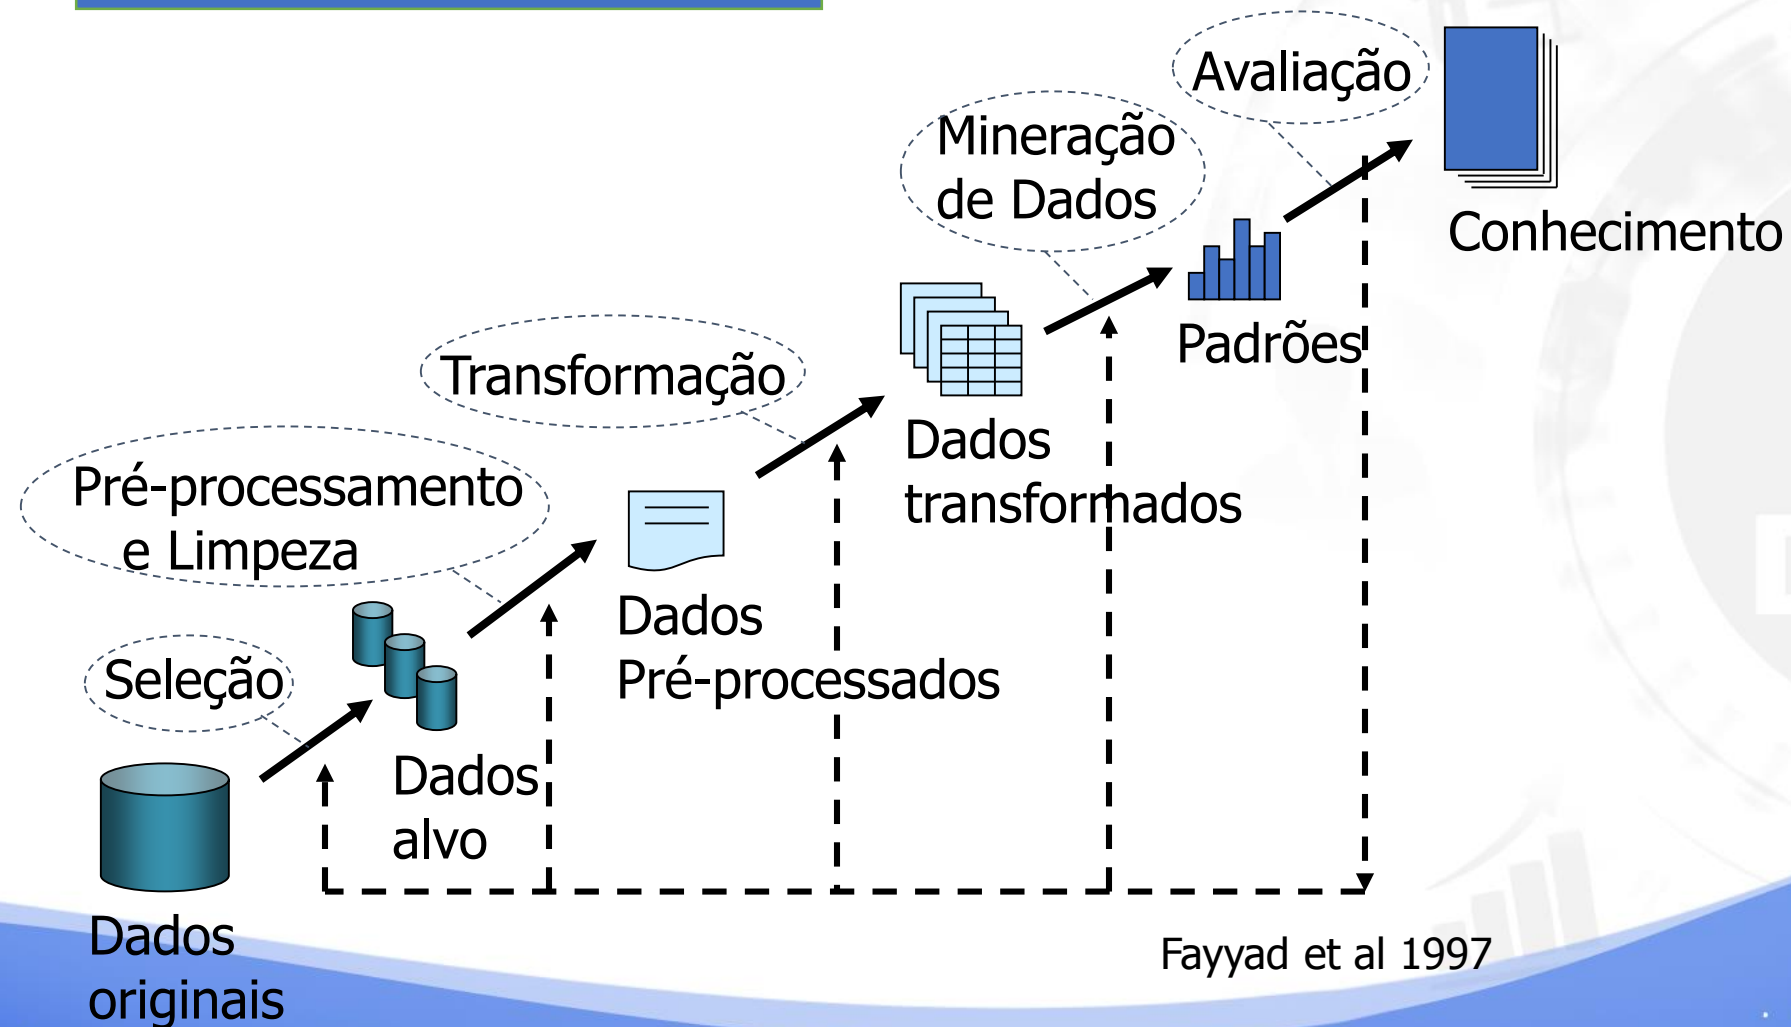 Avaliação
Mineração
de Dados
Conhecimento
Padrões
Transformação
Dados
transformados
Pré-processamento
e Limpeza
Dados
Pré-processados
Seleção
Dados
alvo
Dados
originais
Fayyad et al 1997